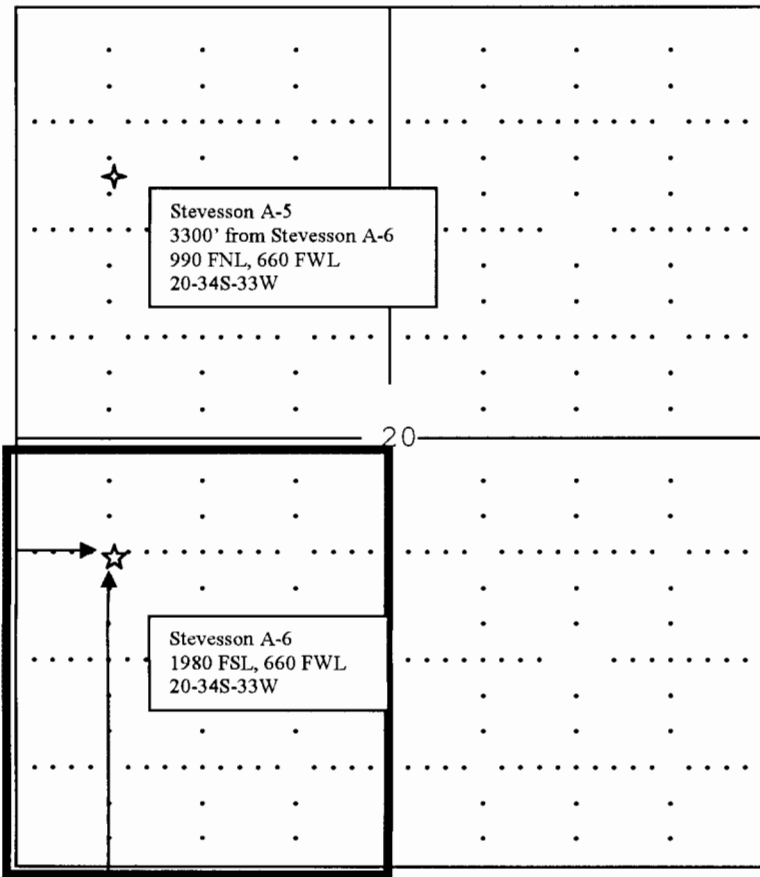 Stevesson A-5
3300' from Stevesson A-6
990 FNL, 660 FWL
20-34S-33W
20
Stevesson A-6
1980 FSL, 660 FWL
20-34S-33W